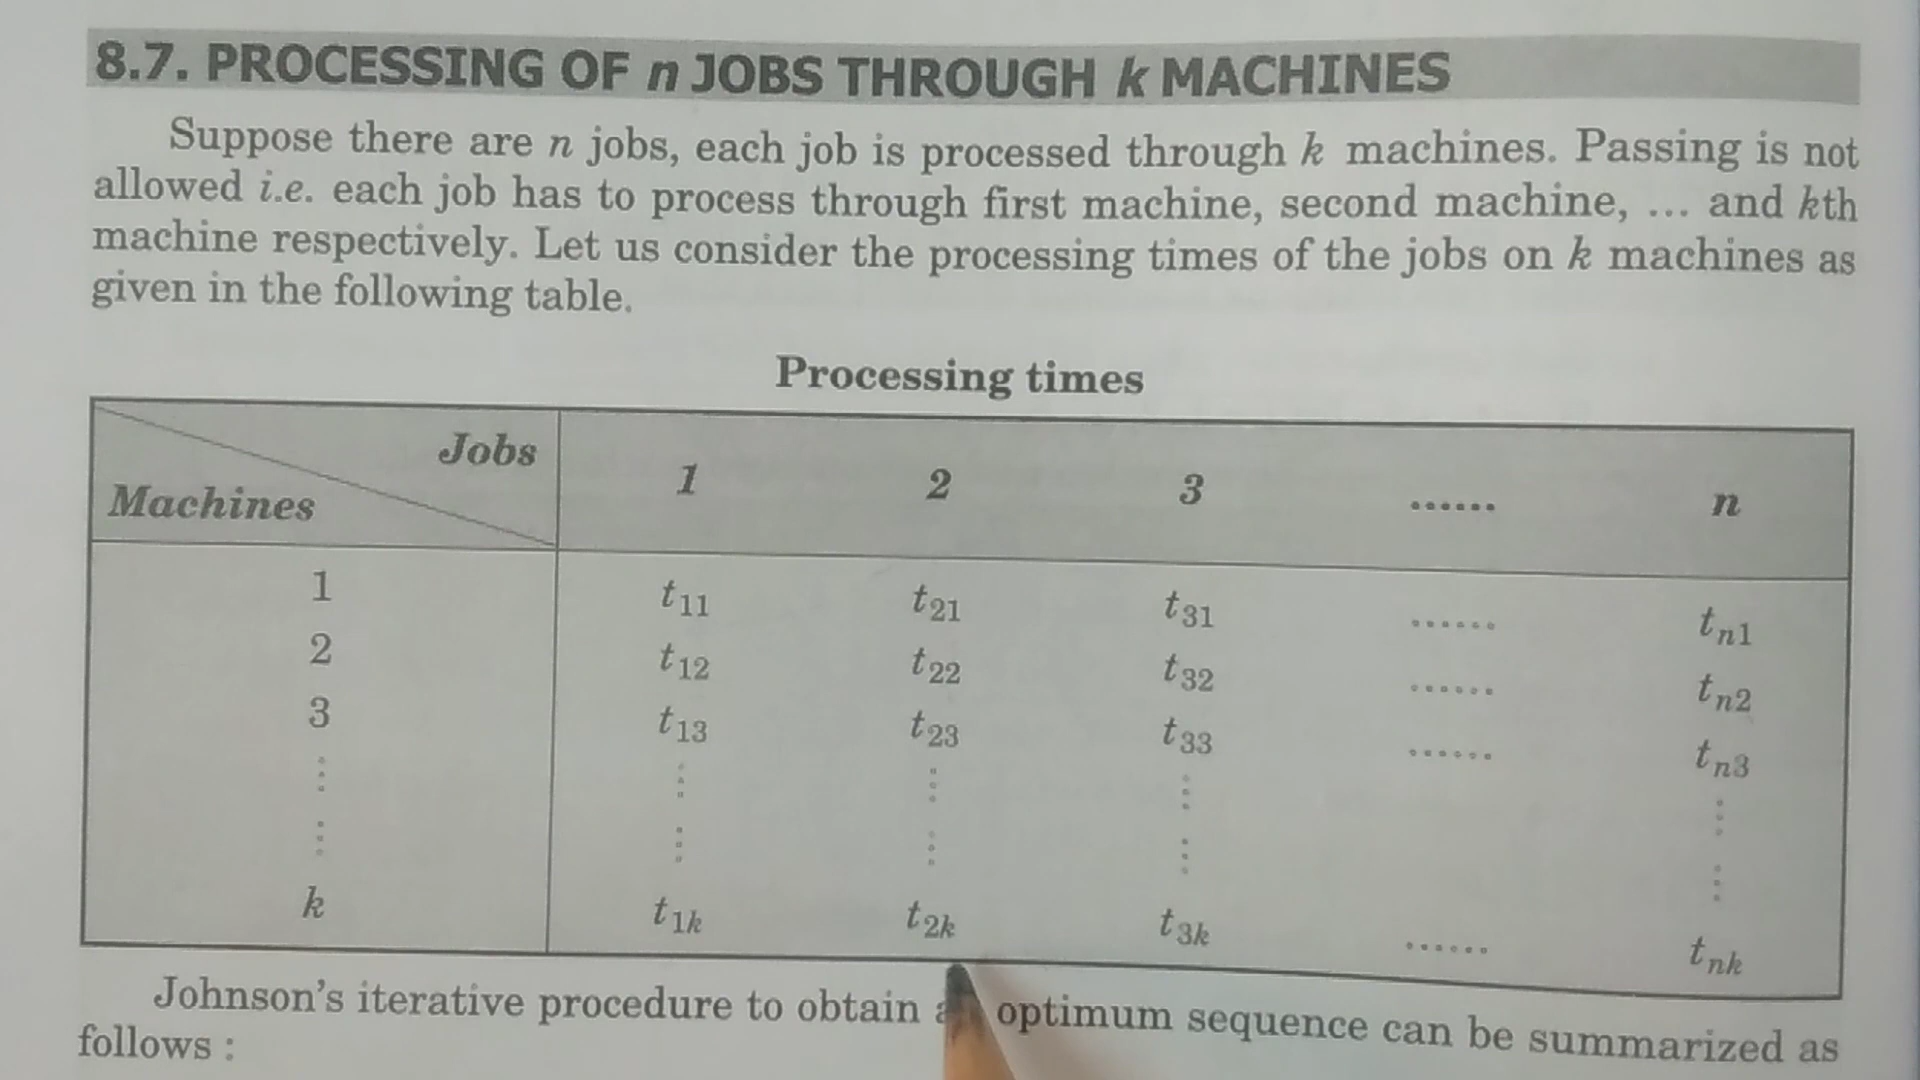 8.7. PROCESSING OF n JOBS THROUGH k MACHINES
Suppose there are n jobs, each job is processed through k machines. Passing is not
allowed i.e. each job has to process through first machine, second machine, ... and kth
machine respectively. Let us consider the processing times of the jobs on k machines as
given in the following table.
Processing times
Jobs
Machines
1 2 3 ...... n
1 t11 t21 t31 ...... tn1
2 t12 t22 t32 ...... tn2
3 t13 t23 t33 ...... tn3
⋮ ⋮ ⋮ ⋮ ⋮
⋮ ⋮ ⋮ ⋮ ⋮
k t1k t2k t3k ...... tnk
Johnson's iterative procedure to obtain optimum sequence can be summarized as
follows :